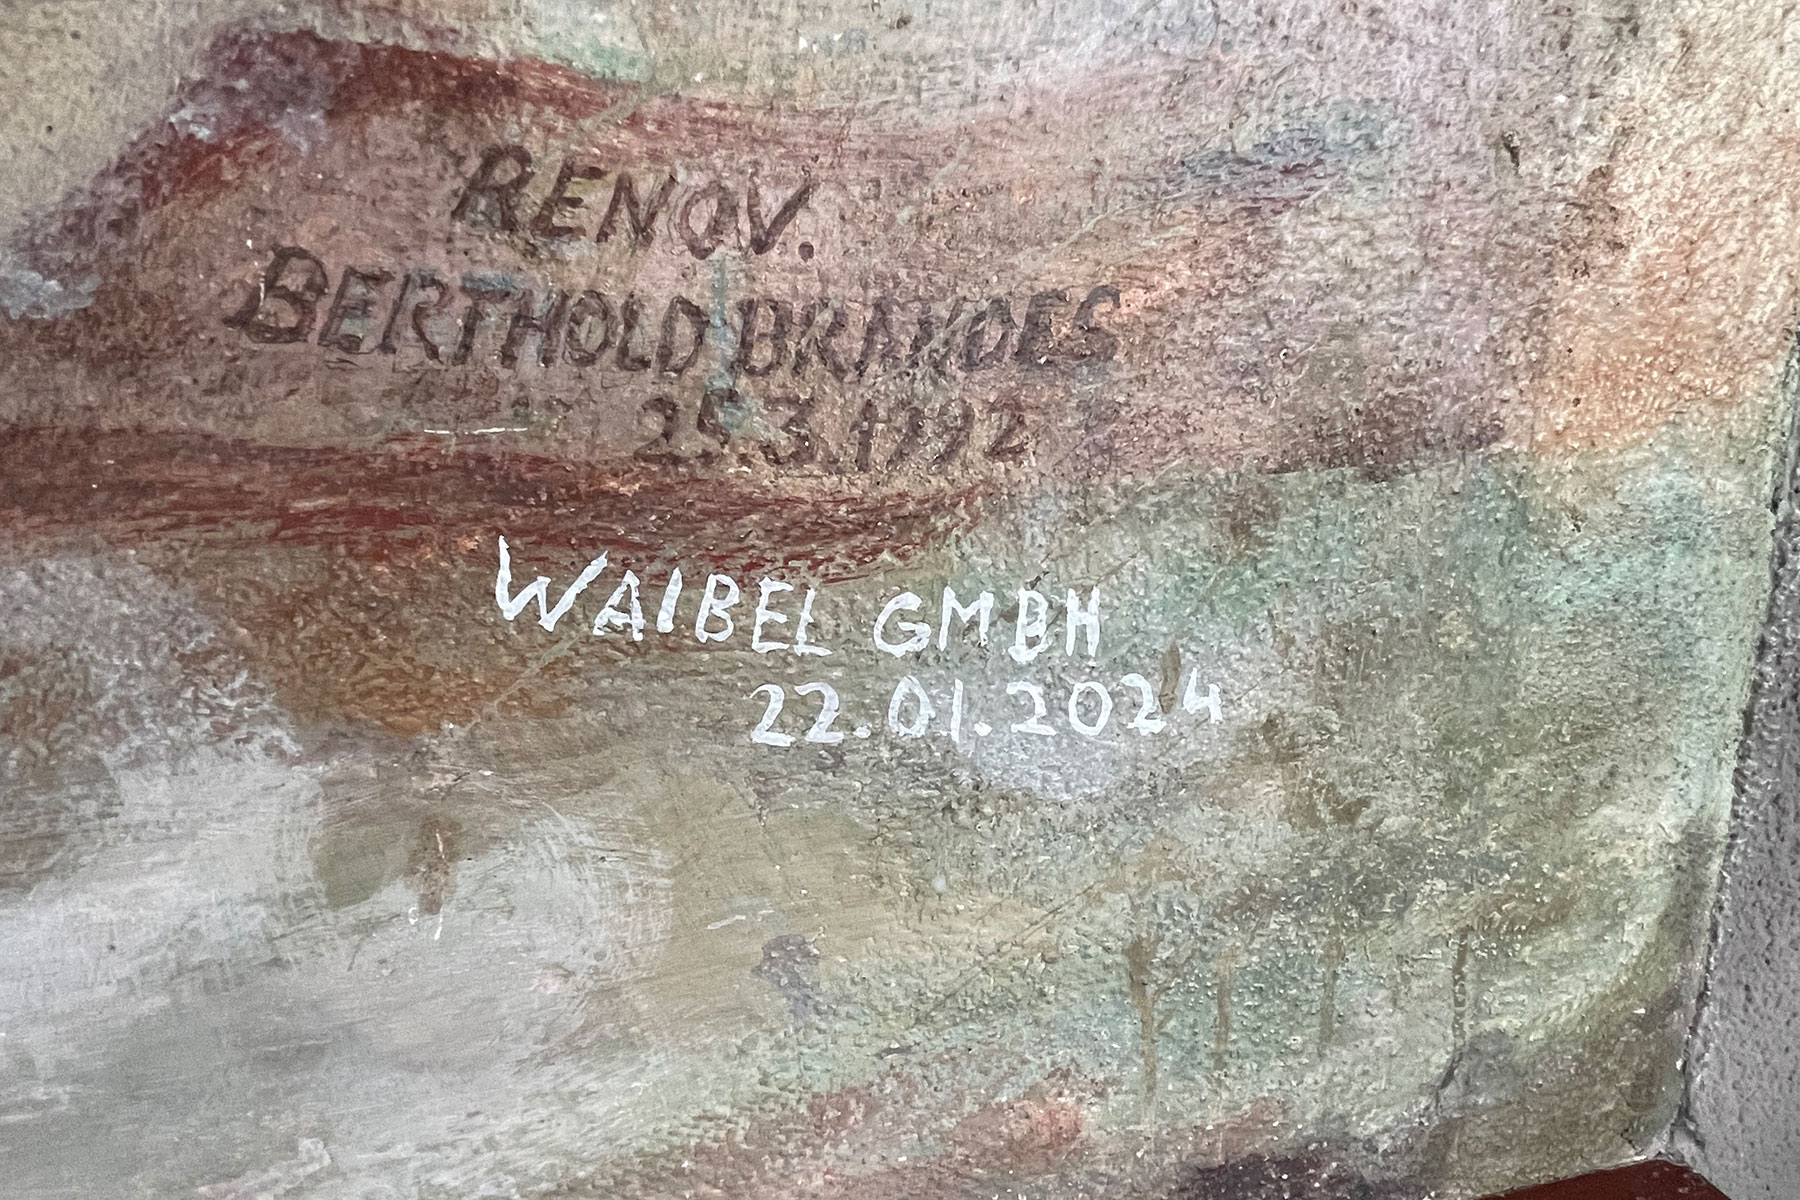 RENOV.
BERTHOLD BRANDES
25.3.1992
WAIBEL GMBH
22.01.2024